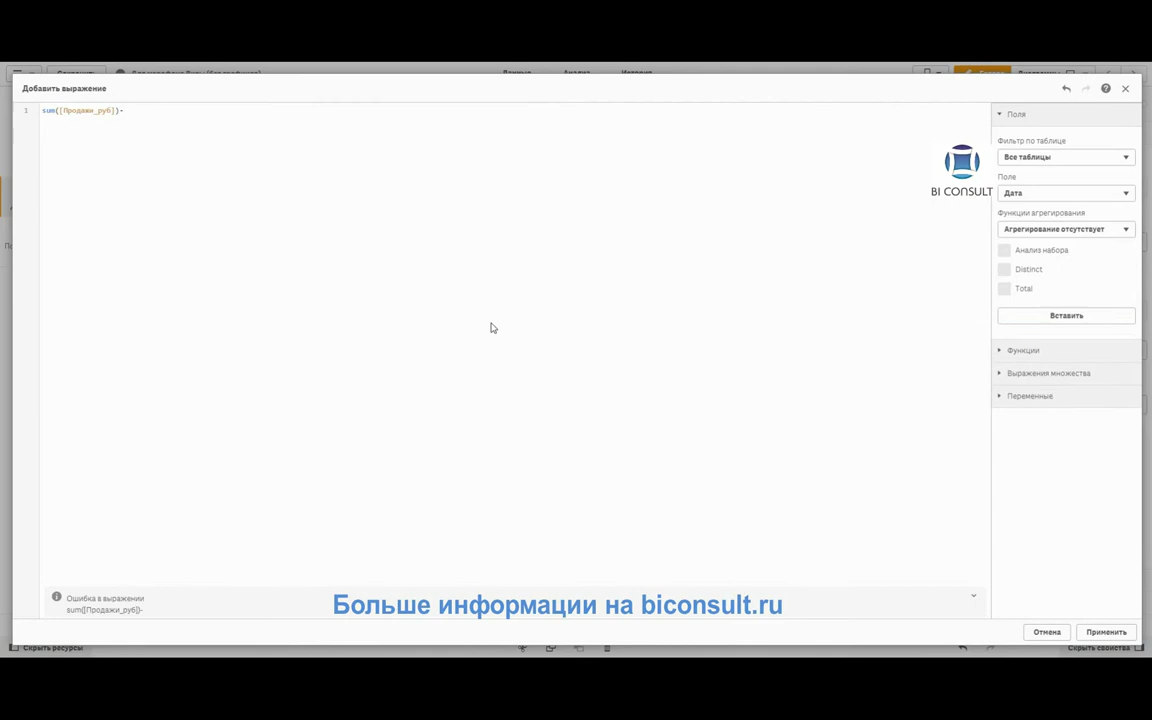 Добавить выражение
1 sum([Продажи_руб])-
Поля
Фильтр по таблице
Все таблицы
BI CONSULT
Поле
Дата
Функции агрегирования
Агрегирование отсутствует
Анализ набора
Distinct
Total
Вставить
Функции
Выражения множества
Переменные
Ошибка в выражении
sum([Продажи_руб])-
Больше информации на biconsult.ru
Отмена
Применить
Скрыть ресурсы
Скрыть свойства